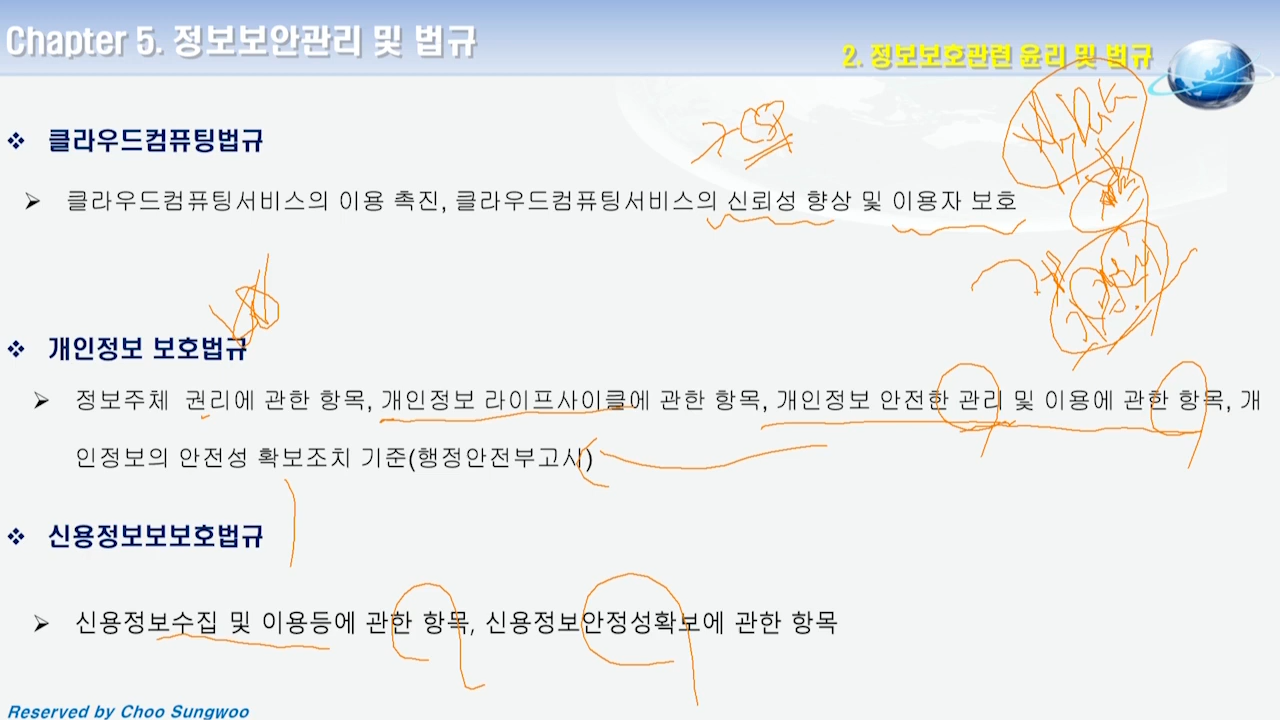 Chapter 5. 정보보안관리 및 법규
2. 정보보호관련 윤리 및 법규
❖ 클라우드컴퓨팅법규
➢ 클라우드컴퓨팅서비스의 이용 촉진, 클라우드컴퓨팅서비스의 신뢰성 향상 및 이용자 보호
❖ 개인정보 보호법규
➢ 정보주체 권리에 관한 항목, 개인정보 라이프사이클에 관한 항목, 개인정보 안전한 관리 및 이용에 관한 항목, 개
인정보의 안전성 확보조치 기준(행정안전부고시)
❖ 신용정보보보호법규
➢ 신용정보수집 및 이용등에 관한 항목, 신용정보안정성확보에 관한 항목
Reserved by Choo Sungwoo